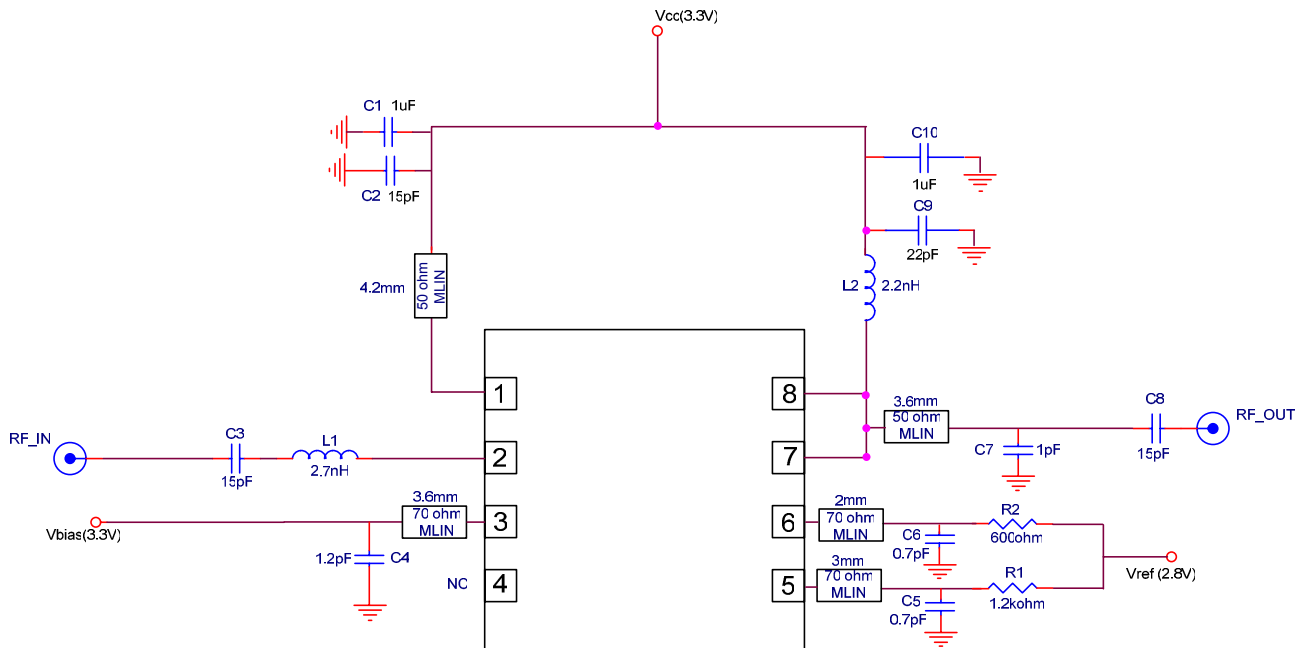 Vcc(3.3V)
C1 1uF
C2 15pF
C10
1uF
C9
22pF
4.2mm
50 ohm
MLIN
L2 2.2nH
1
8
3.6mm
50 ohm
MLIN
C8
15pF
RF_OUT
C7 1pF
RF_IN
C3
15pF
L1
2.7nH
2
7
3.6mm
70 ohm
MLIN
3
Vbias(3.3V)
1.2pF C4
2mm
70 ohm
MLIN
6
C6
0.7pF
R2
600ohm
NC
4
5
3mm
70 ohm
MLIN
C5
0.7pF
R1
1.2kohm
Vref (2.8V)